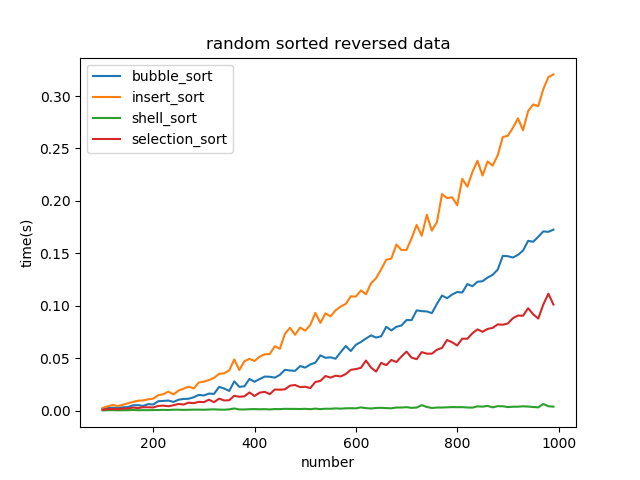 random sorted reversed data
bubble_sort
insert_sort
shell_sort
selection_sort
0.30
0.25
0.20
0.15
0.10
0.05
0.00
time(s)
200 400 600 800 1000
number